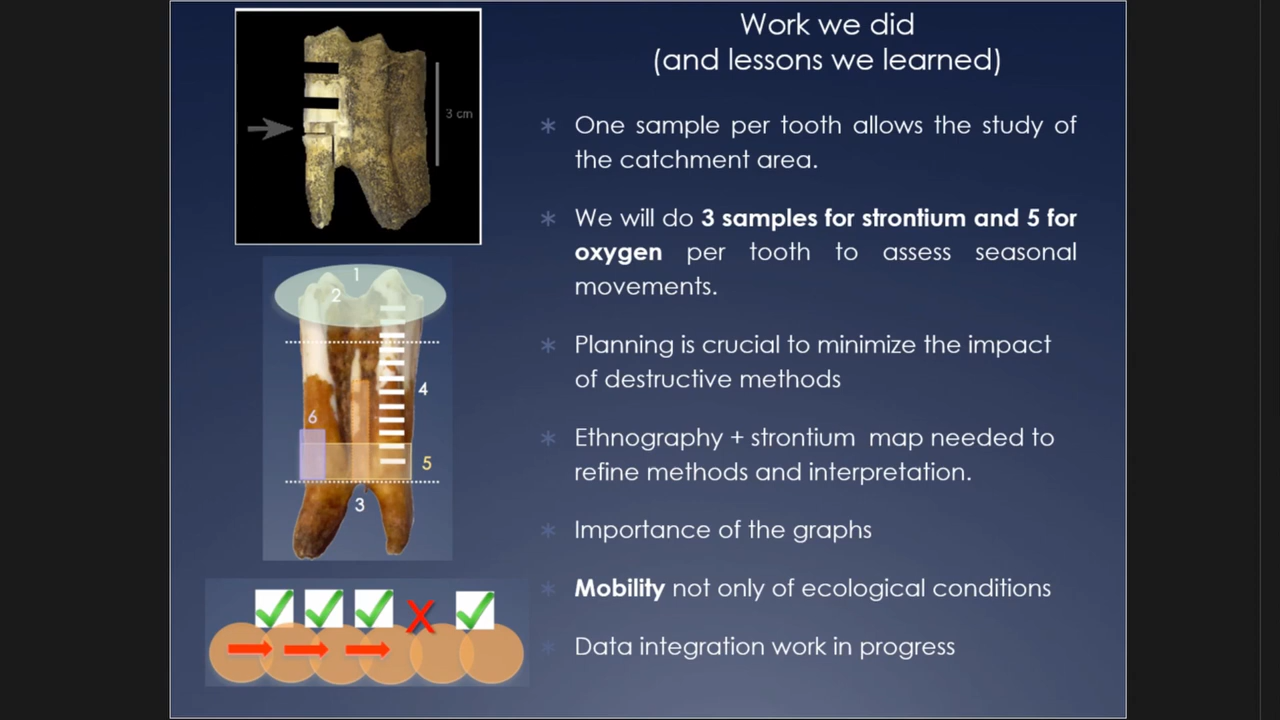 Work we did
(and lessons we learned)
3 cm
One sample per tooth allows the study of
the catchment area.
We will do 3 samples for strontium and 5 for
oxygen per tooth to assess seasonal
movements.
1
2
Planning is crucial to minimize the impact
of destructive methods
4
6
Ethnography + strontium map needed to
refine methods and interpretation.
5
3
Importance of the graphs
Mobility not only of ecological conditions
Data integration work in progress